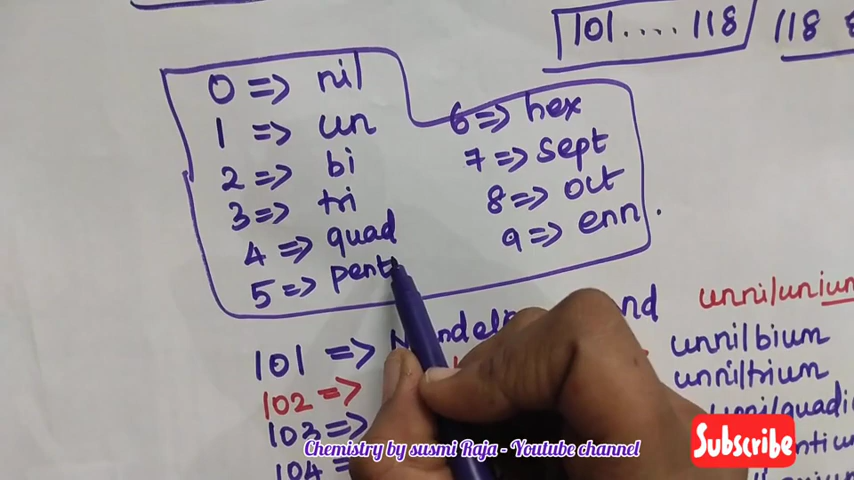 101....118 118
0 => nil
1 => un
2 => bi
3 => tri
4 => quad
5 => pent
6 => hex
7 => sept
8 => oct
9 => enn.
101 =>
unnilunium
102 =>
unnilbium
103 =>
unniltrium
104
Chemistry by susmi Raja - Youtube channel
Subscribe